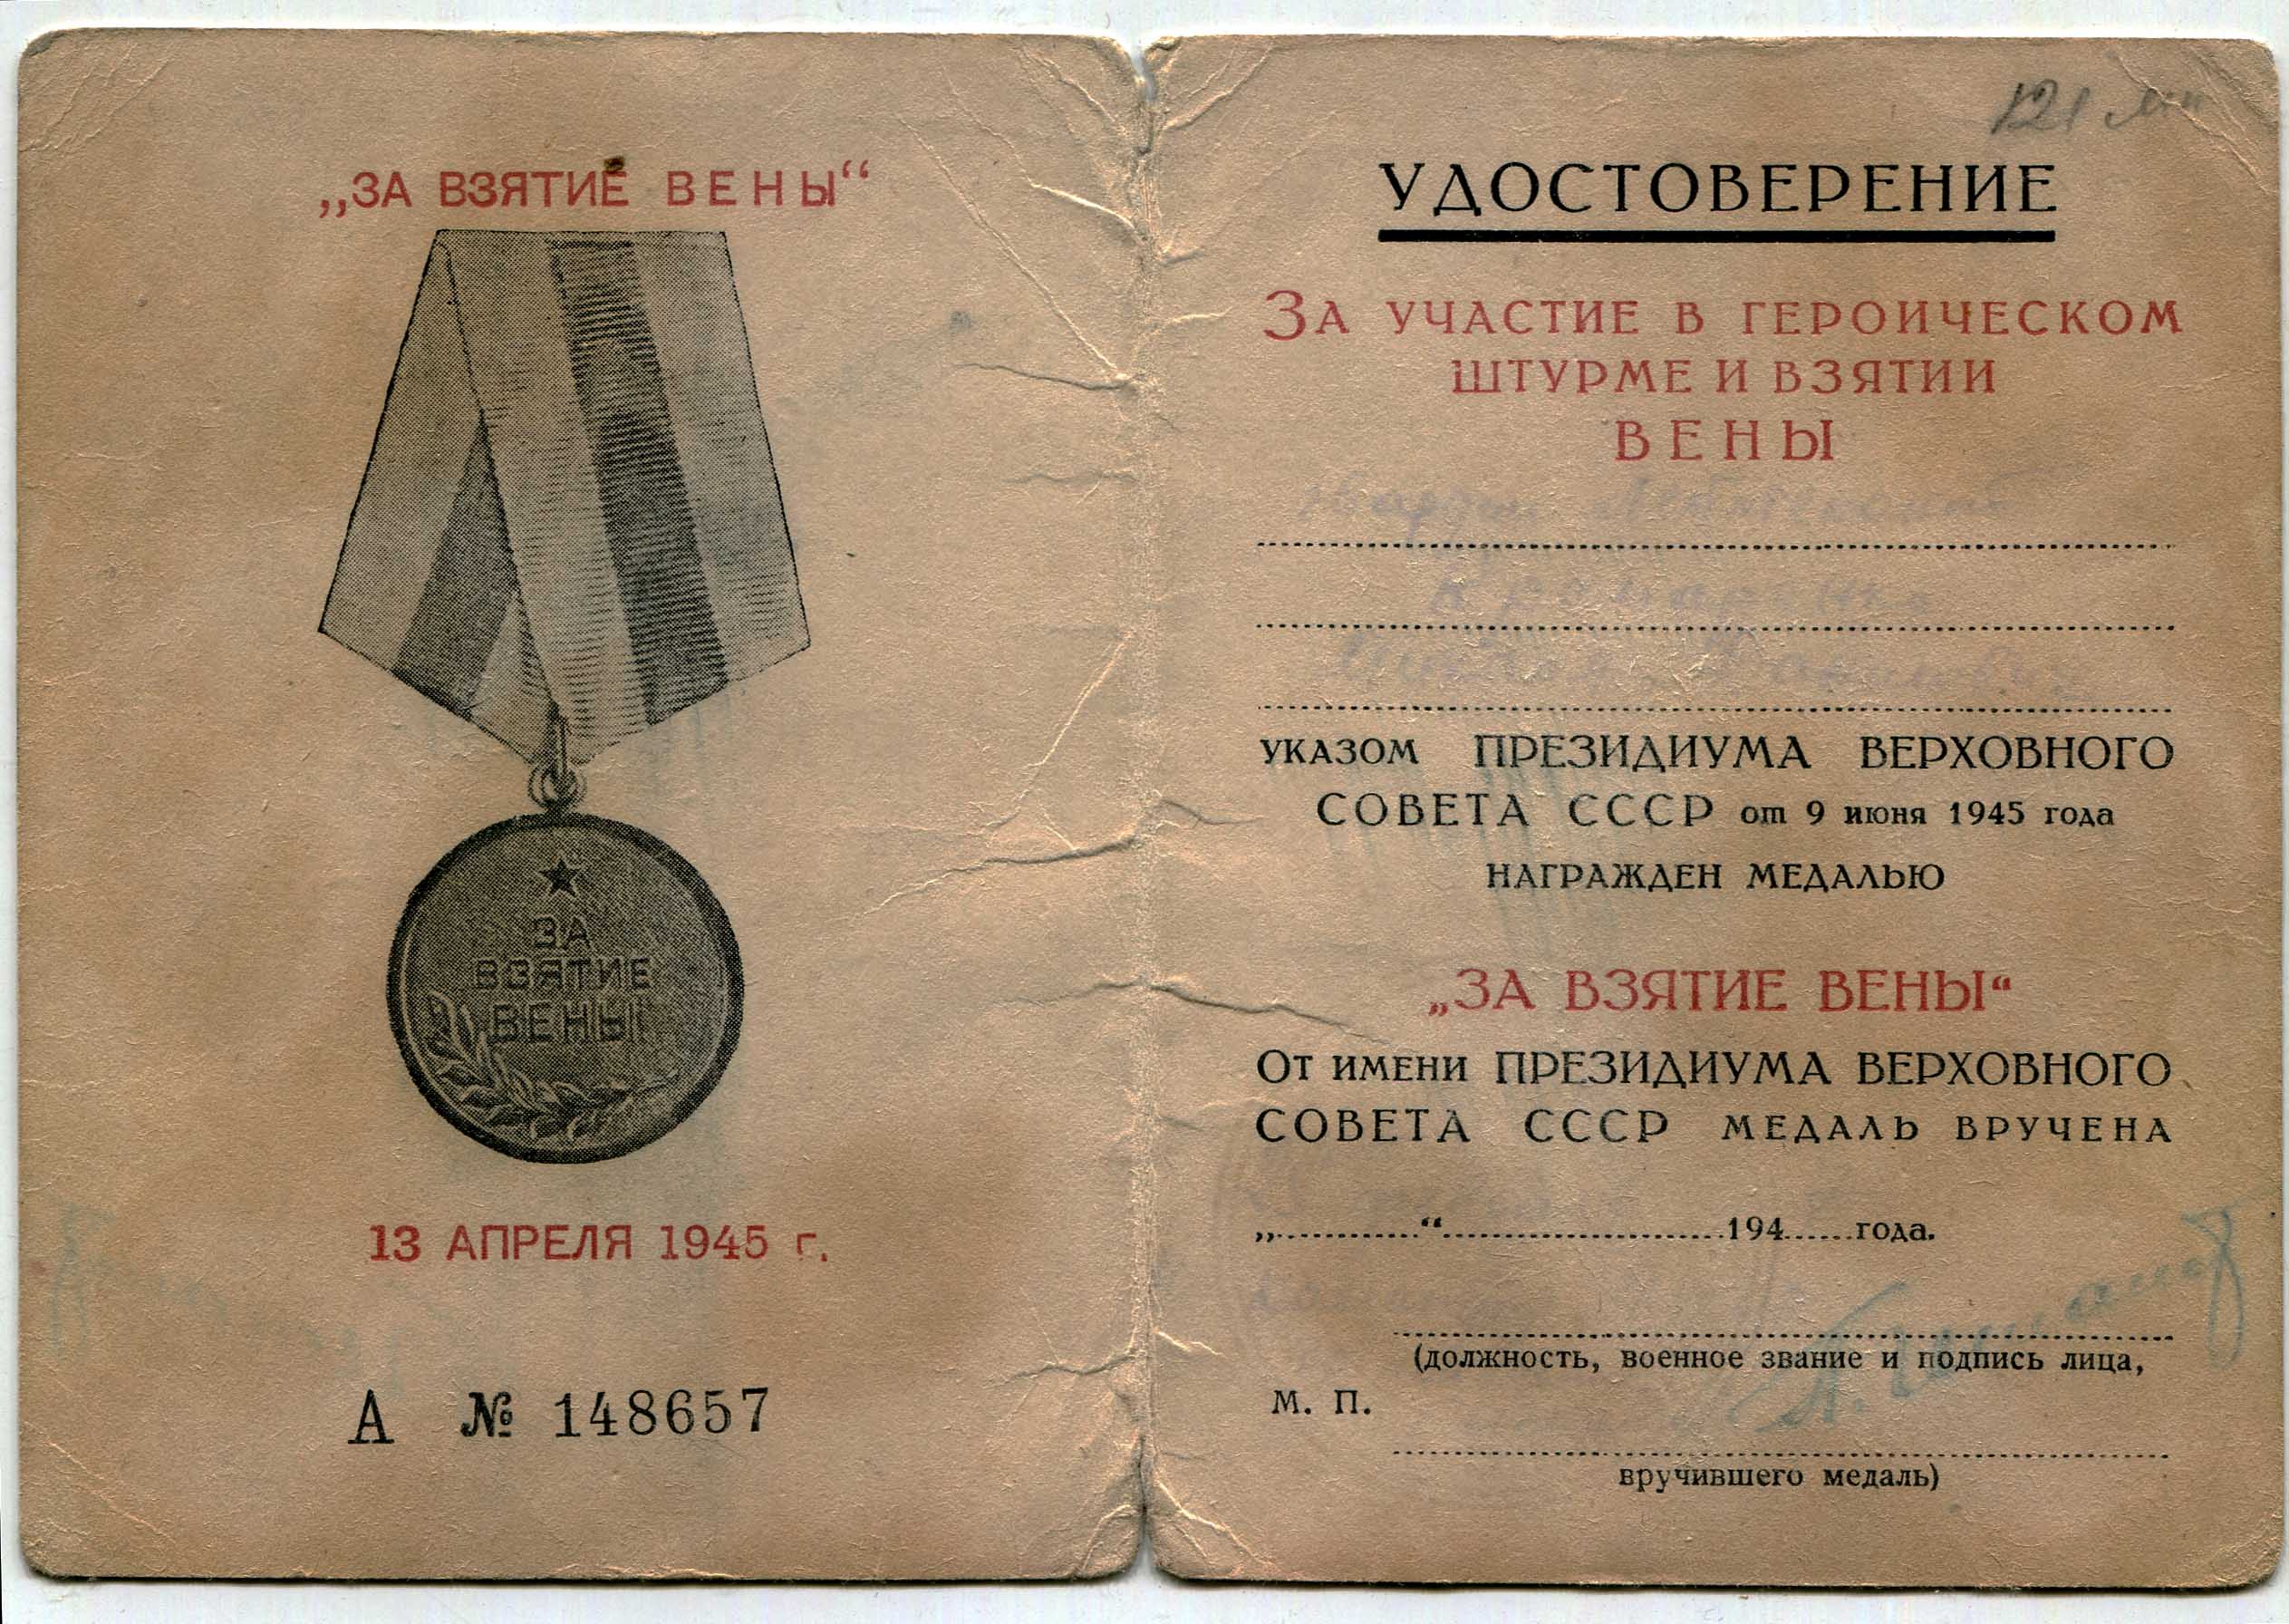 „ЗА ВЗЯТИЕ ВЕНЫ“
ЗА
ВЗЯТИЕ
ВЕНЫ
13 АПРЕЛЯ 1945 г.
А № 148657
121
УДОСТОВЕРЕНИЕ
ЗА УЧАСТИЕ В ГЕРОИЧЕСКОМ
ШТУРМЕ И ВЗЯТИИ
ВЕНЫ
УКАЗОМ ПРЕЗИДИУМА ВЕРХОВНОГО
СОВЕТА СССР от 9 июня 1945 года
НАГРАЖДЕН МЕДАЛЬЮ
„ЗА ВЗЯТИЕ ВЕНЫ“
ОТ ИМЕНИ ПРЕЗИДИУМА ВЕРХОВНОГО
СОВЕТА СССР МЕДАЛЬ ВРУЧЕНА
„............“........................194......года.
(должность, военное звание и подпись лица,
М. П.
вручившего медаль)